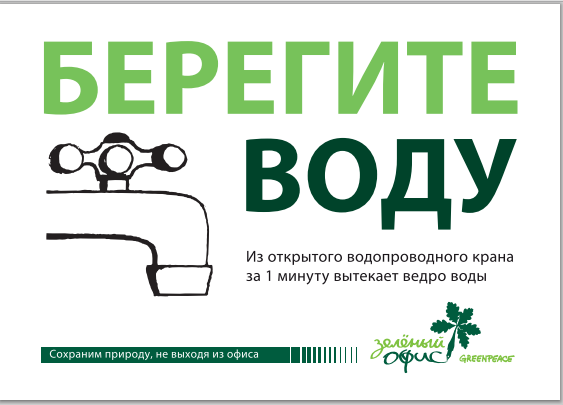 БЕРЕГИТЕ
ВОДУ
Из открытого водопроводного крана
за 1 минуту вытекает ведро воды
Сохраним природу, не выходя из офиса
зелёный
офис
GREENPEACE